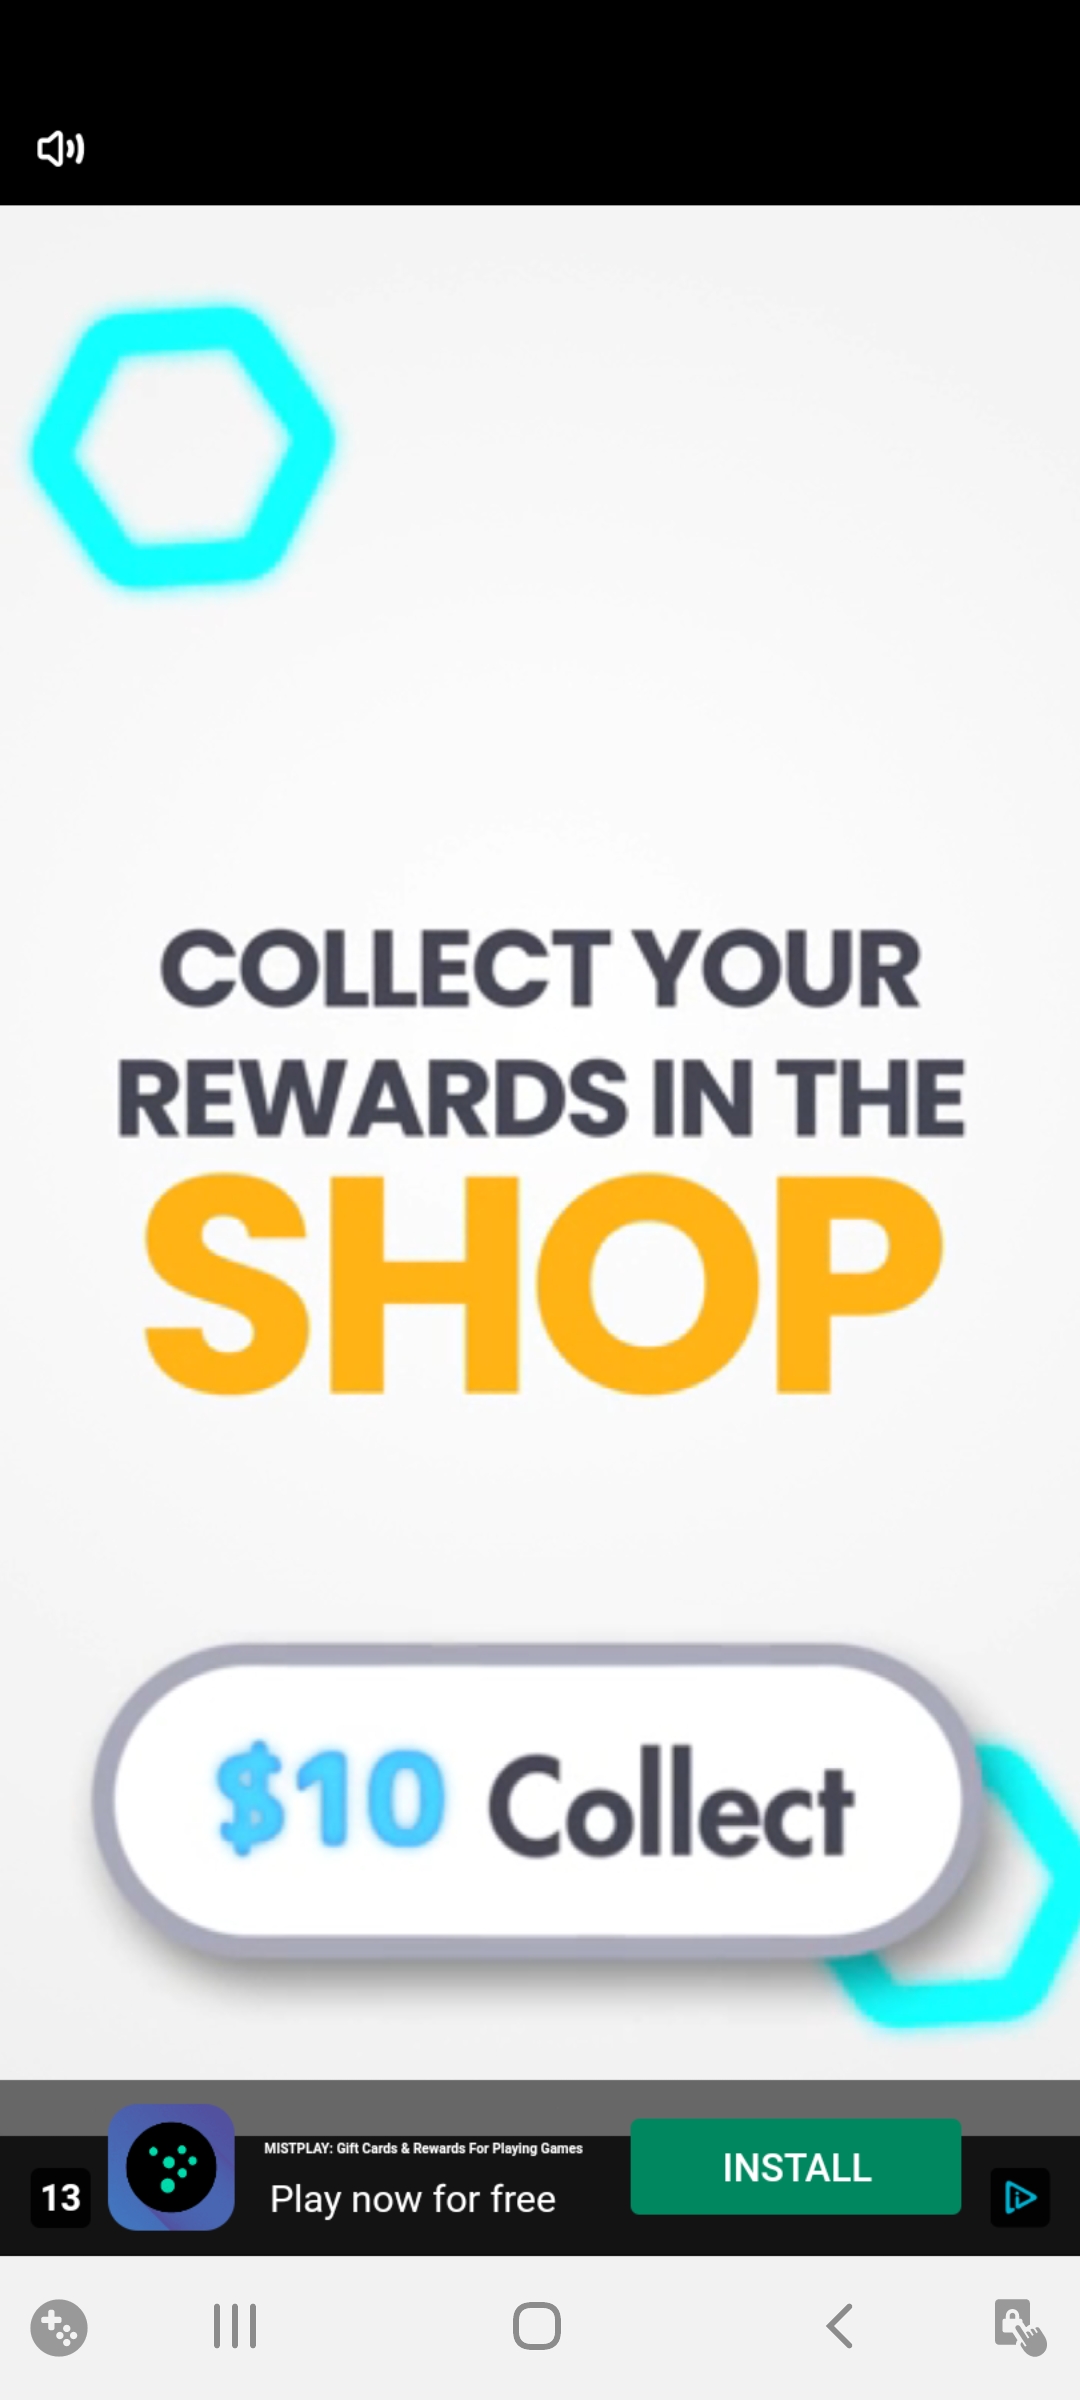 COLLECT YOUR
REWARDS IN THE
SHOP
$10 Collect
MISTPLAY: Gift Cards & Rewards For Playing Games
INSTALL
13
Play now for free